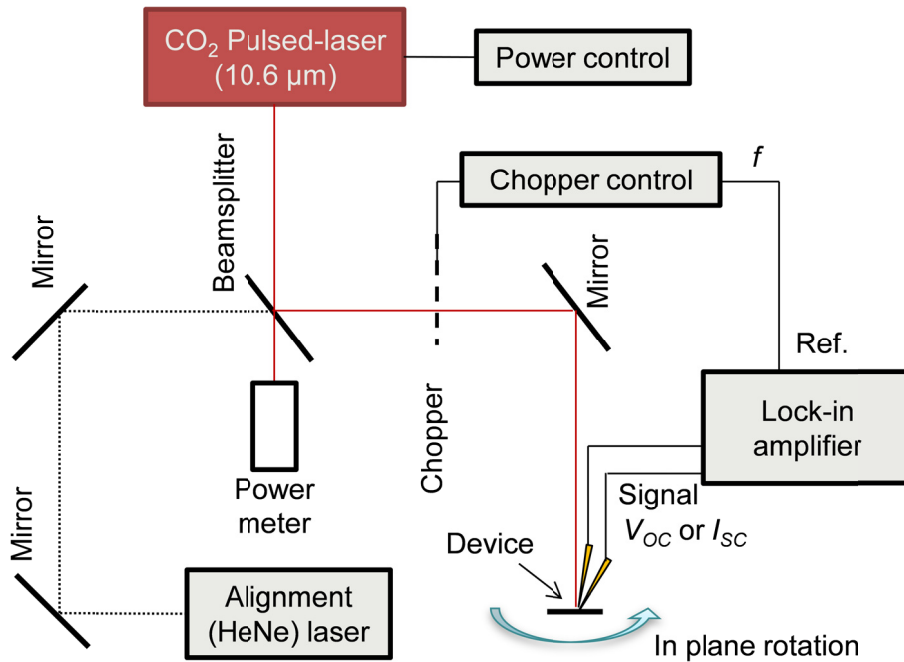 CO2 Pulsed-laser
(10.6 µm)
Power control
Chopper control
f
Beamsplitter
Mirror
Mirror
Ref.
Lock-in
amplifier
Chopper
Power
meter
Signal
VOC or ISC
Mirror
Device
Alignment
(HeNe) laser
In plane rotation